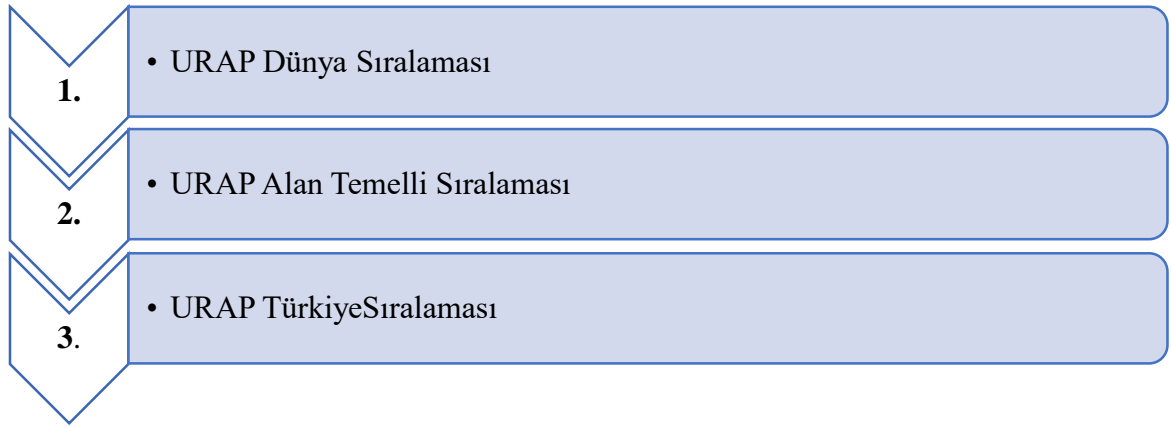 1.
• URAP Dünya Sıralaması
2.
• URAP Alan Temelli Sıralaması
3.
• URAP TürkiyeSıralaması